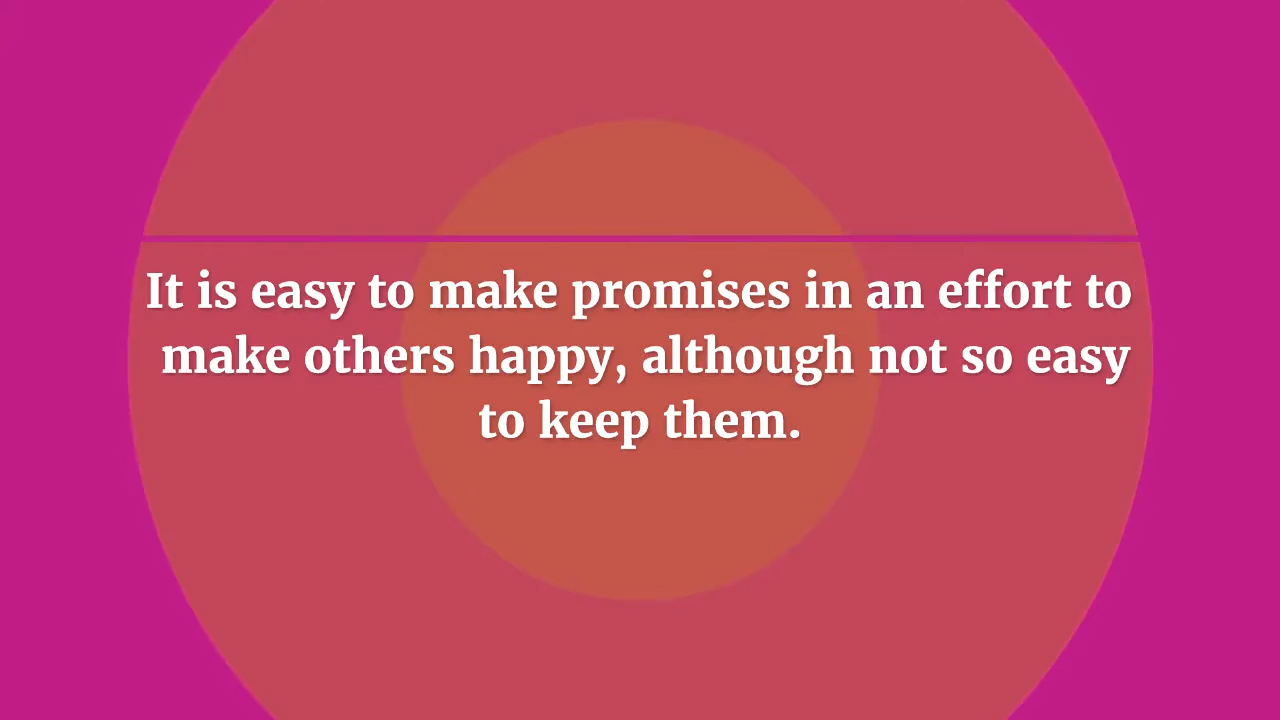 It is easy to make promises in an effort to
make others happy, although not so easy
to keep them.